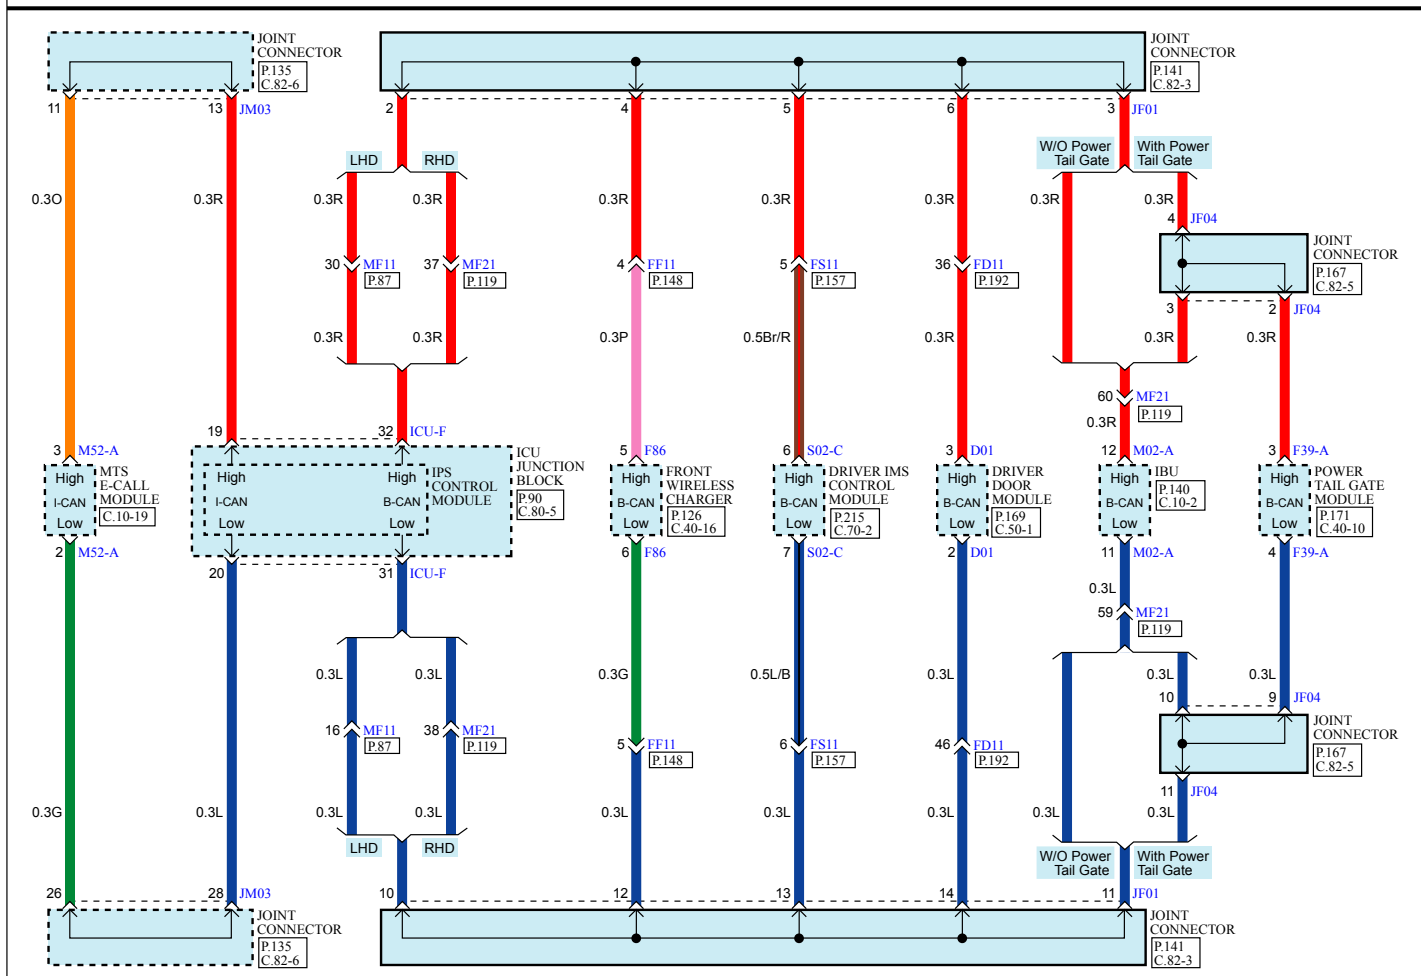 JOINT
CONNECTOR
P.135
C.82-6
JOINT
CONNECTOR
P.141
C.82-3
11
13
JM03
2
4
5
6
3
JF01
LHD
RHD
W/O Power
Tail Gate
With Power
Tail Gate
0.3O
0.3R
0.3R
0.3R
0.3R
0.3R
0.3R
0.3R
0.3R
4
JF04
JOINT
CONNECTOR
P.167
C.82-5
30
MF11
P.87
37
MF21
P.119
4
FF11
P.148
5
FS11
P.157
36
FD11
P.192
3
2
JF04
0.3R
0.3R
0.3P
0.5Br/R
0.3R
0.3R
0.3R
60
MF21
P.119
0.3R
19
32
ICU-F
3
M52-A
5
F86
6
S02-C
3
D01
12
M02-A
3
F39-A
High
I-CAN
Low
MTS
E-CALL
MODULE
C.10-19
High
I-CAN
Low
High
B-CAN
Low
IPS
CONTROL
MODULE
ICU
JUNCTION
BLOCK
P.90
C.80-5
High
B-CAN
Low
FRONT
WIRELESS
CHARGER
P.126
C.40-16
High
B-CAN
Low
DRIVER IMS
CONTROL
MODULE
P.215
C.70-2
High
B-CAN
Low
DRIVER
DOOR
MODULE
P.169
C.50-1
High
B-CAN
Low
IBU
P.140
C.10-2
High
B-CAN
Low
POWER
TAIL GATE
MODULE
P.171
C.40-10
2
M52-A
20
31
ICU-F
6
F86
7
S02-C
2
D01
11
M02-A
4
F39-A
0.3L
59
MF21
P.119
0.3L
0.3L
0.3G
0.5L/B
0.3L
0.3L
0.3L
10
9
JF04
16
MF11
P.87
38
MF21
P.119
5
FF11
P.148
6
FS11
P.157
46
FD11
P.192
JOINT
CONNECTOR
P.167
C.82-5
11
JF04
0.3G
0.3L
0.3L
0.3L
0.3L
0.3L
0.3L
0.3L
0.3L
LHD
RHD
W/O Power
Tail Gate
With Power
Tail Gate
26
28
JM03
10
12
13
14
11
JF01
JOINT
CONNECTOR
P.135
C.82-6
JOINT
CONNECTOR
P.141
C.82-3